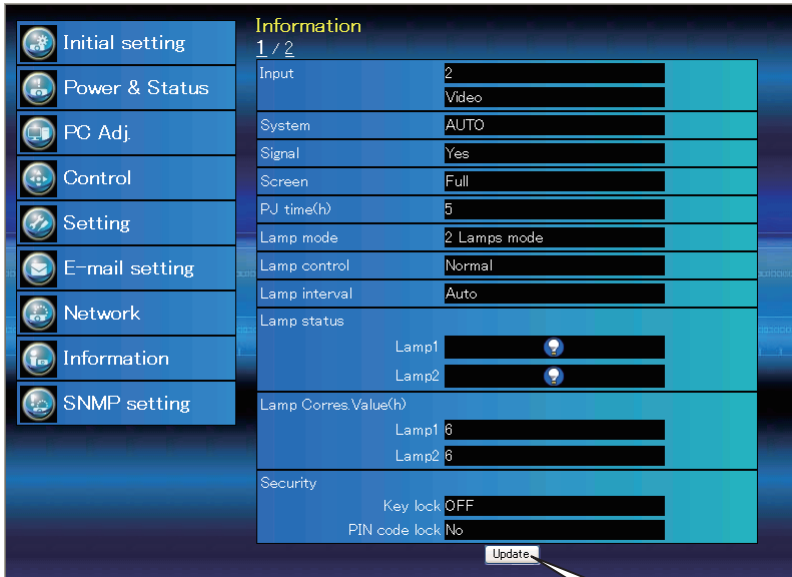 Initial setting
Power & Status
PC Adj.
Control
Setting
E-mail setting
Network
Information
SNMP setting
Information
1 / 2
Input 2
Video
System AUTO
Signal Yes
Screen Full
PJ time(h) 5
Lamp mode 2 Lamps mode
Lamp control Normal
Lamp interval Auto
Lamp status
Lamp1
Lamp2
Lamp Corres.Value(h)
Lamp1 6
Lamp2 6
Security
Key lock OFF
PIN code lock No
Update